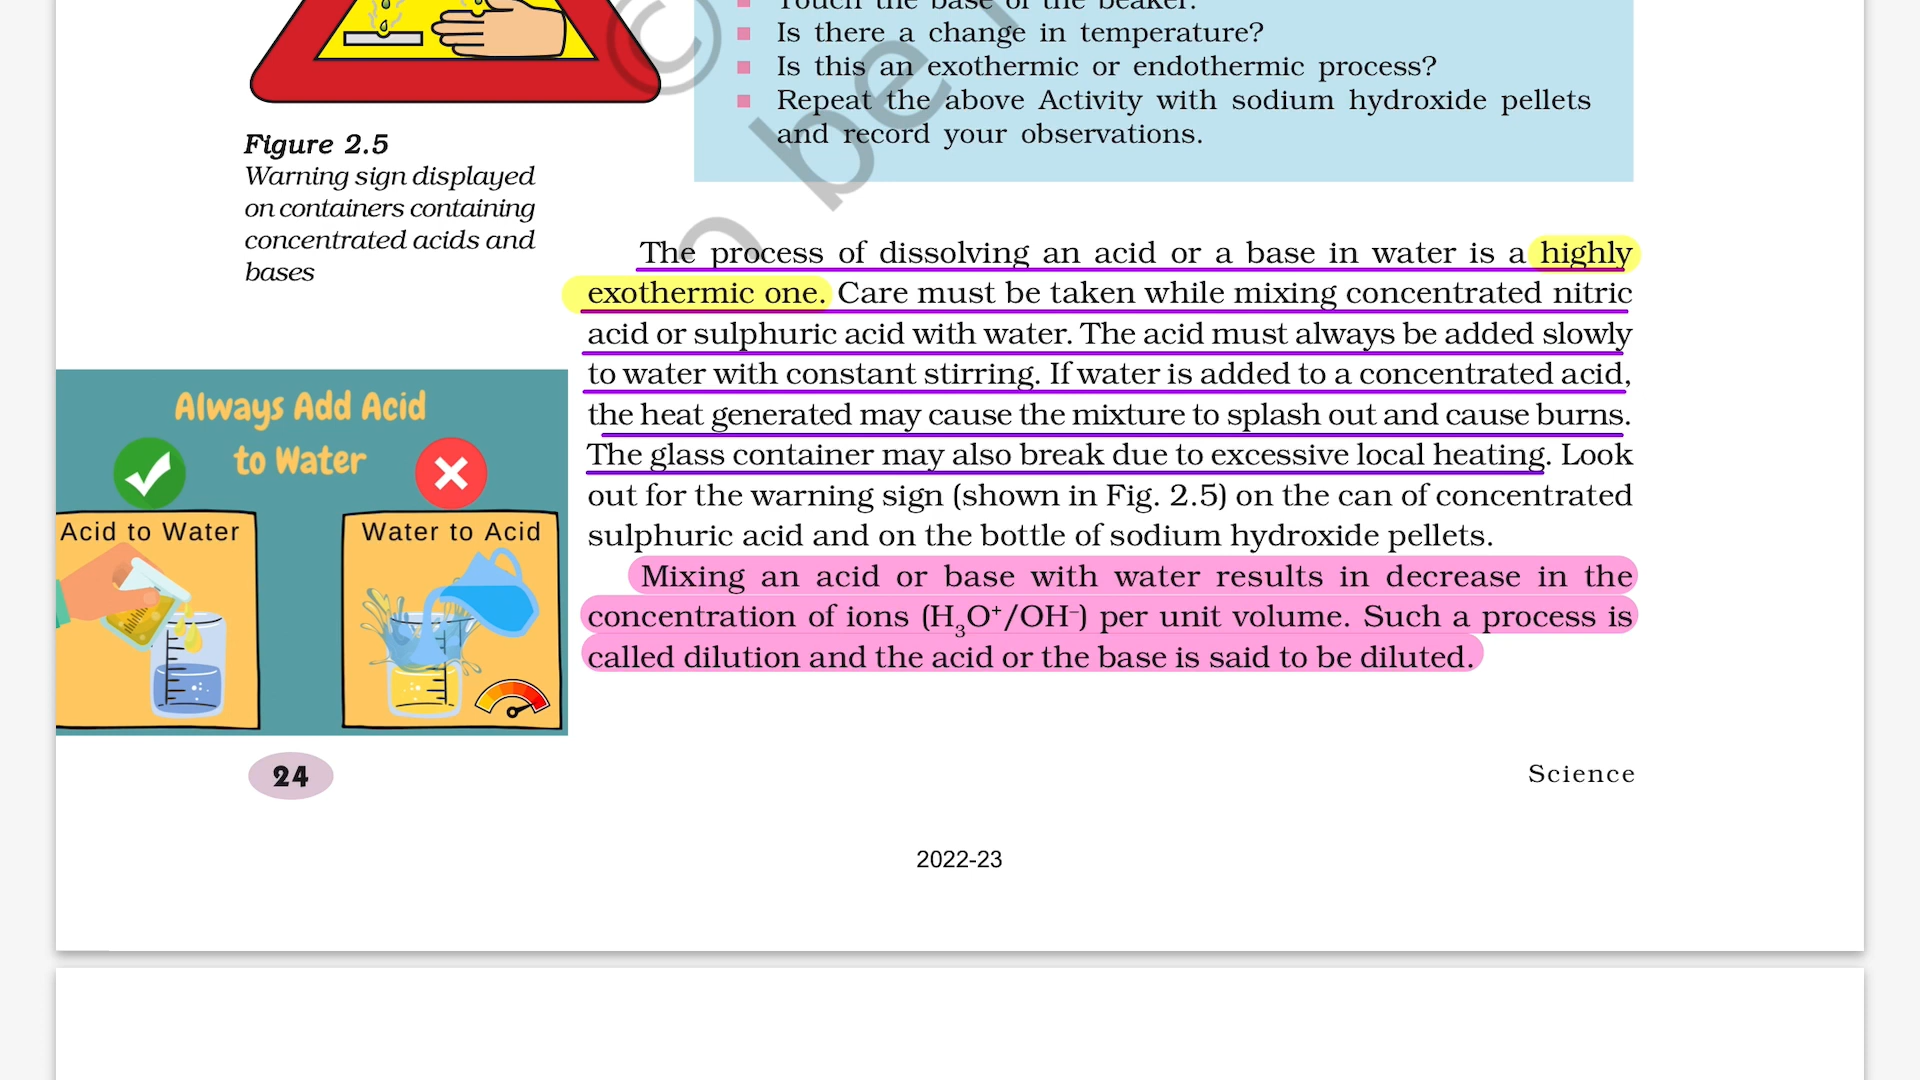 Touch the base of the beaker.
Is there a change in temperature?
Is this an exothermic or endothermic process?
Repeat the above Activity with sodium hydroxide pellets
and record your observations.
Figure 2.5
Warning sign displayed
on containers containing
concentrated acids and
bases
The process of dissolving an acid or a base in water is a highly
exothermic one. Care must be taken while mixing concentrated nitric
acid or sulphuric acid with water. The acid must always be added slowly
to water with constant stirring. If water is added to a concentrated acid,
the heat generated may cause the mixture to splash out and cause burns.
The glass container may also break due to excessive local heating. Look
out for the warning sign (shown in Fig. 2.5) on the can of concentrated
sulphuric acid and on the bottle of sodium hydroxide pellets.
Mixing an acid or base with water results in decrease in the
concentration of ions (H₃O⁺/OH⁻) per unit volume. Such a process is
called dilution and the acid or the base is said to be diluted.
Always Add Acid
to Water
Acid to Water
Water to Acid
24
Science
2022-23
©
be